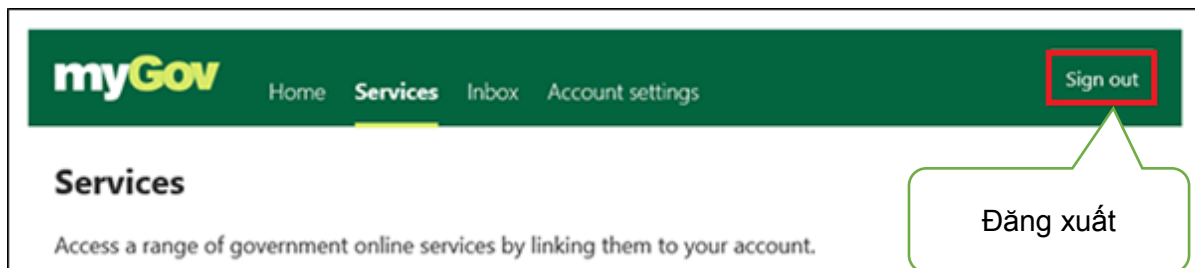 myGov Home Services Inbox Account settings Sign out
Services
Đăng xuất
Access a range of government online services by linking them to your account.